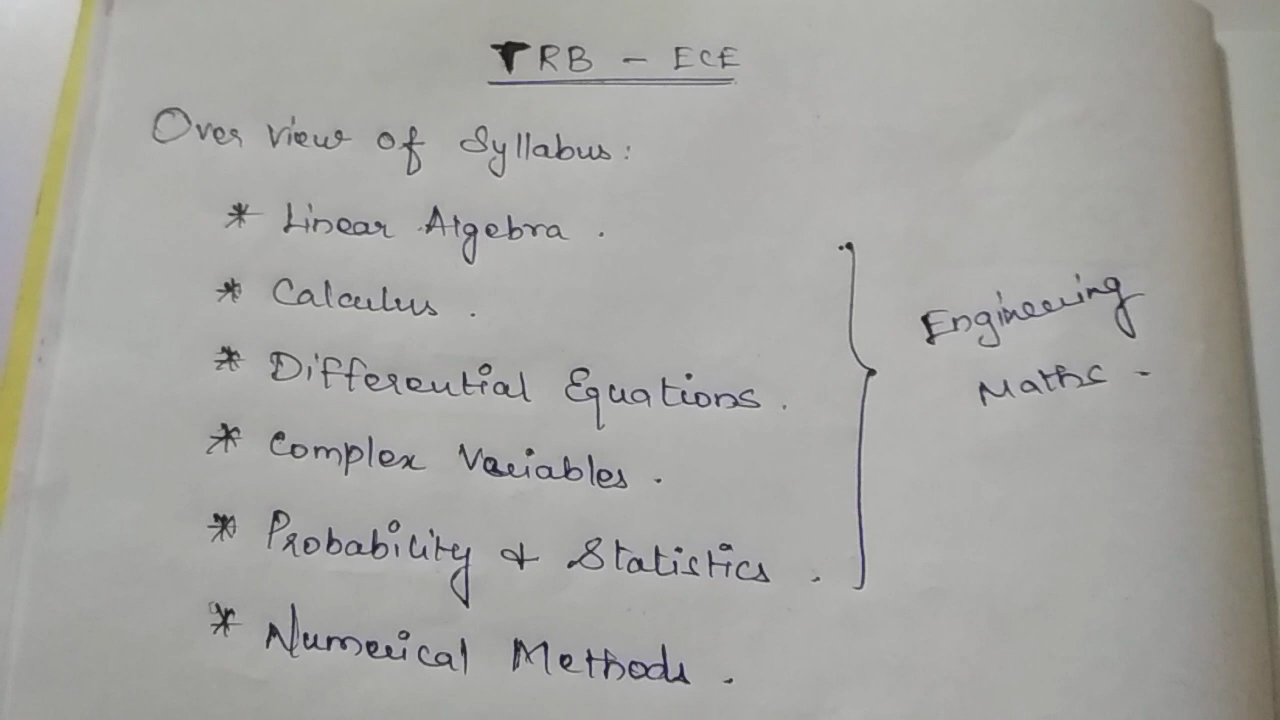 TRB - ECE
Over view of Syllabus:
* Linear Algebra.
* Calculus.
* Differential Equations.
* Complex Variables.
* Probability & Statistics.
* Numerical Methods.
Engineering
Maths.